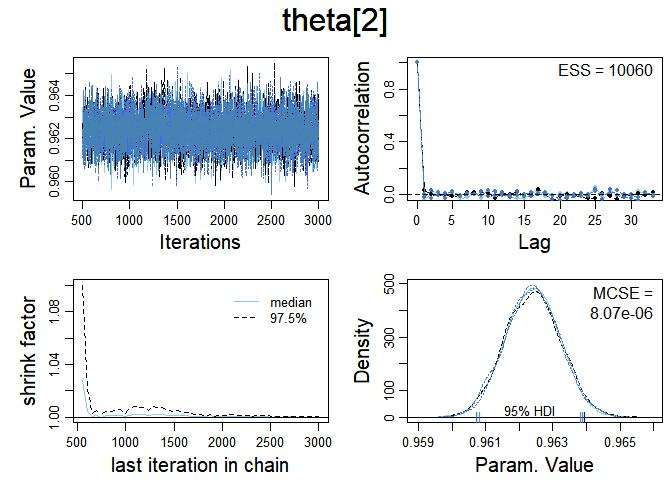 theta[2]
Param. Value
0.960 0.962 0.964
500 1000 1500 2000 2500 3000
Iterations
Autocorrelation
0.0 0.4 0.8
ESS = 10060
0 5 10 15 20 25 30
Lag
shrink factor
1.00 1.04 1.08
median
97.5%
500 1000 1500 2000 2500 3000
last iteration in chain
Density
0 100 300 500
MCSE =
8.07e-06
95% HDI
0.959 0.961 0.963 0.965
Param. Value